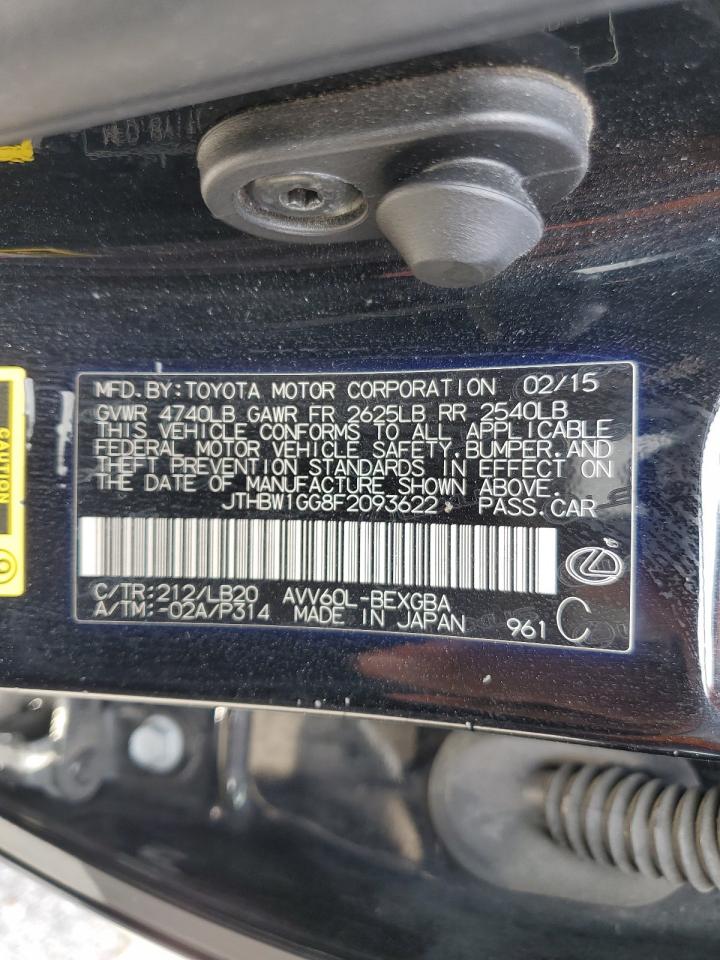 MFD.BY:TOYOTA MOTOR CORPORATION 02/15
GVWR 4740LB GAWR FR 2625LB RR 2540LB
THIS VEHICLE CONFORMS TO ALL APPLICABLE
FEDERAL MOTOR VEHICLE SAFETY,BUMPER,AND
THEFT PREVENTION STANDARDS IN EFFECT ON
THE DATE OF MANUFACTURE SHOWN ABOVE.
JTHBW1GG8F2093622 PASS.CAR
C/TR:212/LB20 AVV60L-BEXGBA
A/TM:-02A/P314 MADE IN JAPAN 961 C
CAUTION